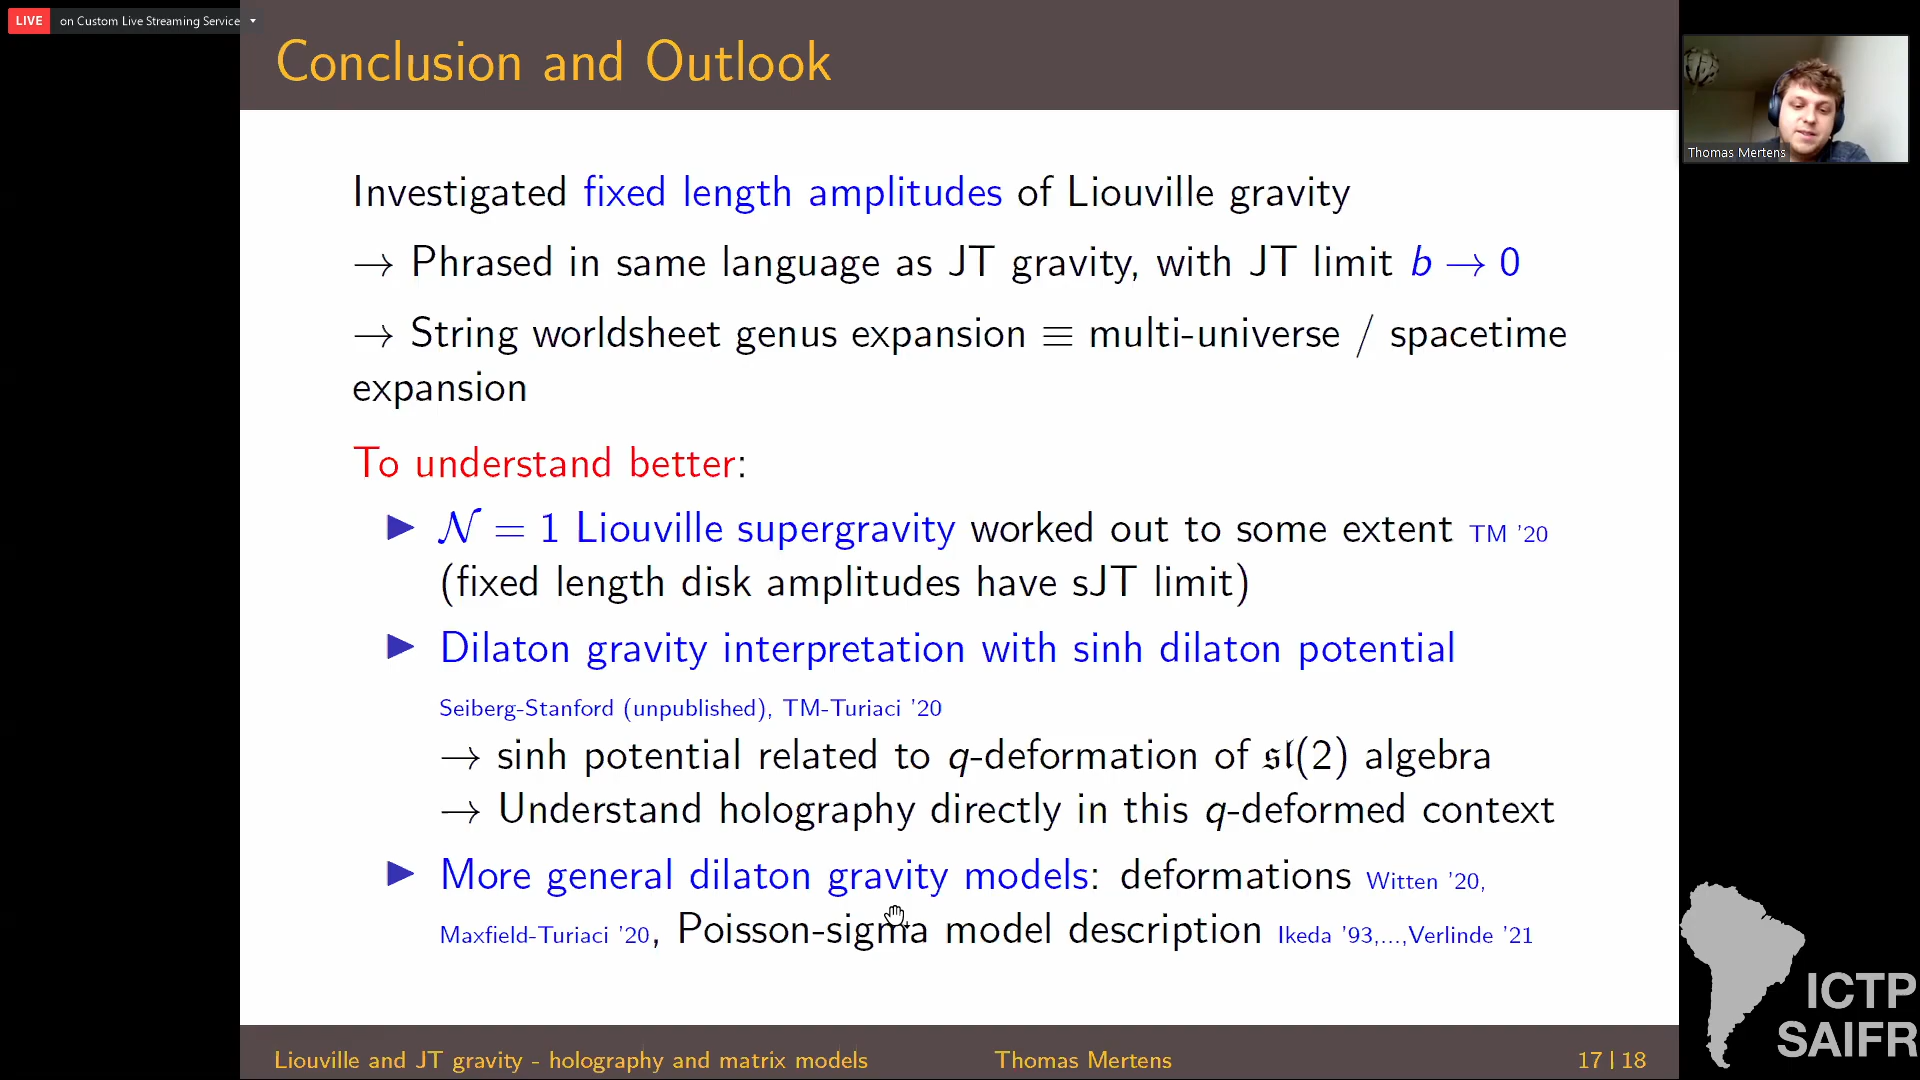 LIVE on Custom Live Streaming Service
Conclusion and Outlook
Thomas Mertens
Investigated fixed length amplitudes of Liouville gravity
→ Phrased in same language as JT gravity, with JT limit b → 0
→ String worldsheet genus expansion ≡ multi-universe / spacetime
expansion
To understand better:
▶ 𝒩 = 1 Liouville supergravity worked out to some extent TM '20
(fixed length disk amplitudes have sJT limit)
▶ Dilaton gravity interpretation with sinh dilaton potential
Seiberg-Stanford (unpublished), TM-Turiaci '20
→ sinh potential related to q-deformation of 𝔰𝔩(2) algebra
→ Understand holography directly in this q-deformed context
▶ More general dilaton gravity models: deformations Witten '20,
Maxfield-Turiaci '20, Poisson-sigma model description Ikeda '93,...,Verlinde '21
ICTP
SAIFR
Liouville and JT gravity - holography and matrix models Thomas Mertens 17 | 18